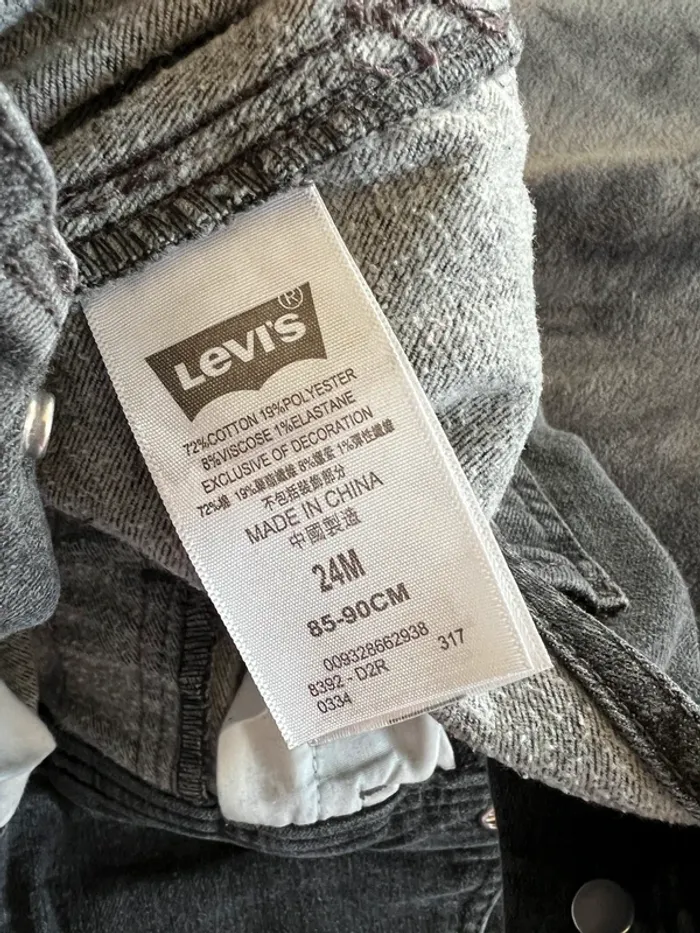 LEVI'S®
72%COTTON 19%POLYESTER
8%VISCOSE 1%ELASTANE
EXCLUSIVE OF DECORATION
72%棉 19%聚酯纖維 8%嫘縈 1%彈性纖維
不包括裝飾部分
MADE IN CHINA
中國製造
24M
85-90CM
009328662938
8392 - D2R 317
0334